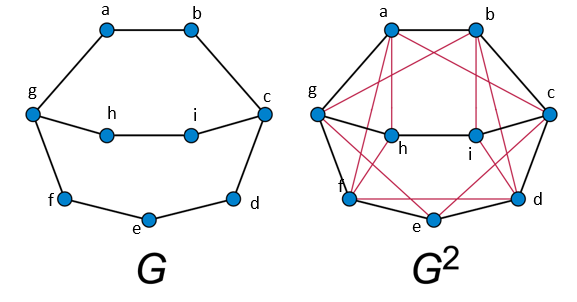 a b
g h i c
f e d
G
a b
g h i c
f e d
G²